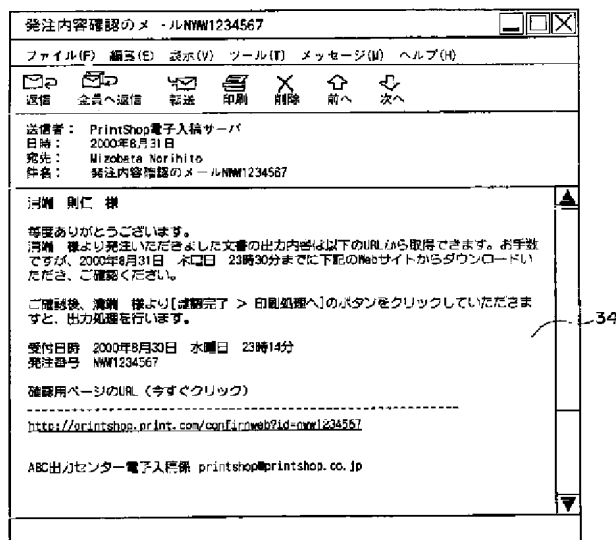 発注内容確認のメールNWW1234567
ファイル(F) 編集(E) 表示(V) ツール(T) メッセージ(M) ヘルプ(H)
返信 全員へ返信 転送 印刷 削除 前へ 次へ
送信者： PrintShop電子入稿サーバ
日時： 2000年8月31日
宛先： Mizobata Norihito
件名： 発注内容確認のメールNWW1234567
溝端 則仁 様
毎度ありがとうございます。
溝端 様より発注いただきました文書の出力内容は以下のURLから取得できます。お手数
ですが、2000年8月31日 木曜日 23時30分までに下記のWebサイトからダウンロードい
ただき、ご確認ください。
ご確認後、溝端 様より[確認完了 > 印刷処理へ]のボタンをクリックしていただきま
すと、出力処理を行います。
受付日時 2000年8月30日 水曜日 23時14分
発注番号 NWW1234567
確認用ページのURL（今すぐクリック）
http://printshop.print.com/confirmweb?id=nww1234567
ABC出力センター電子入稿係 printshop@printshop.co.jp
34